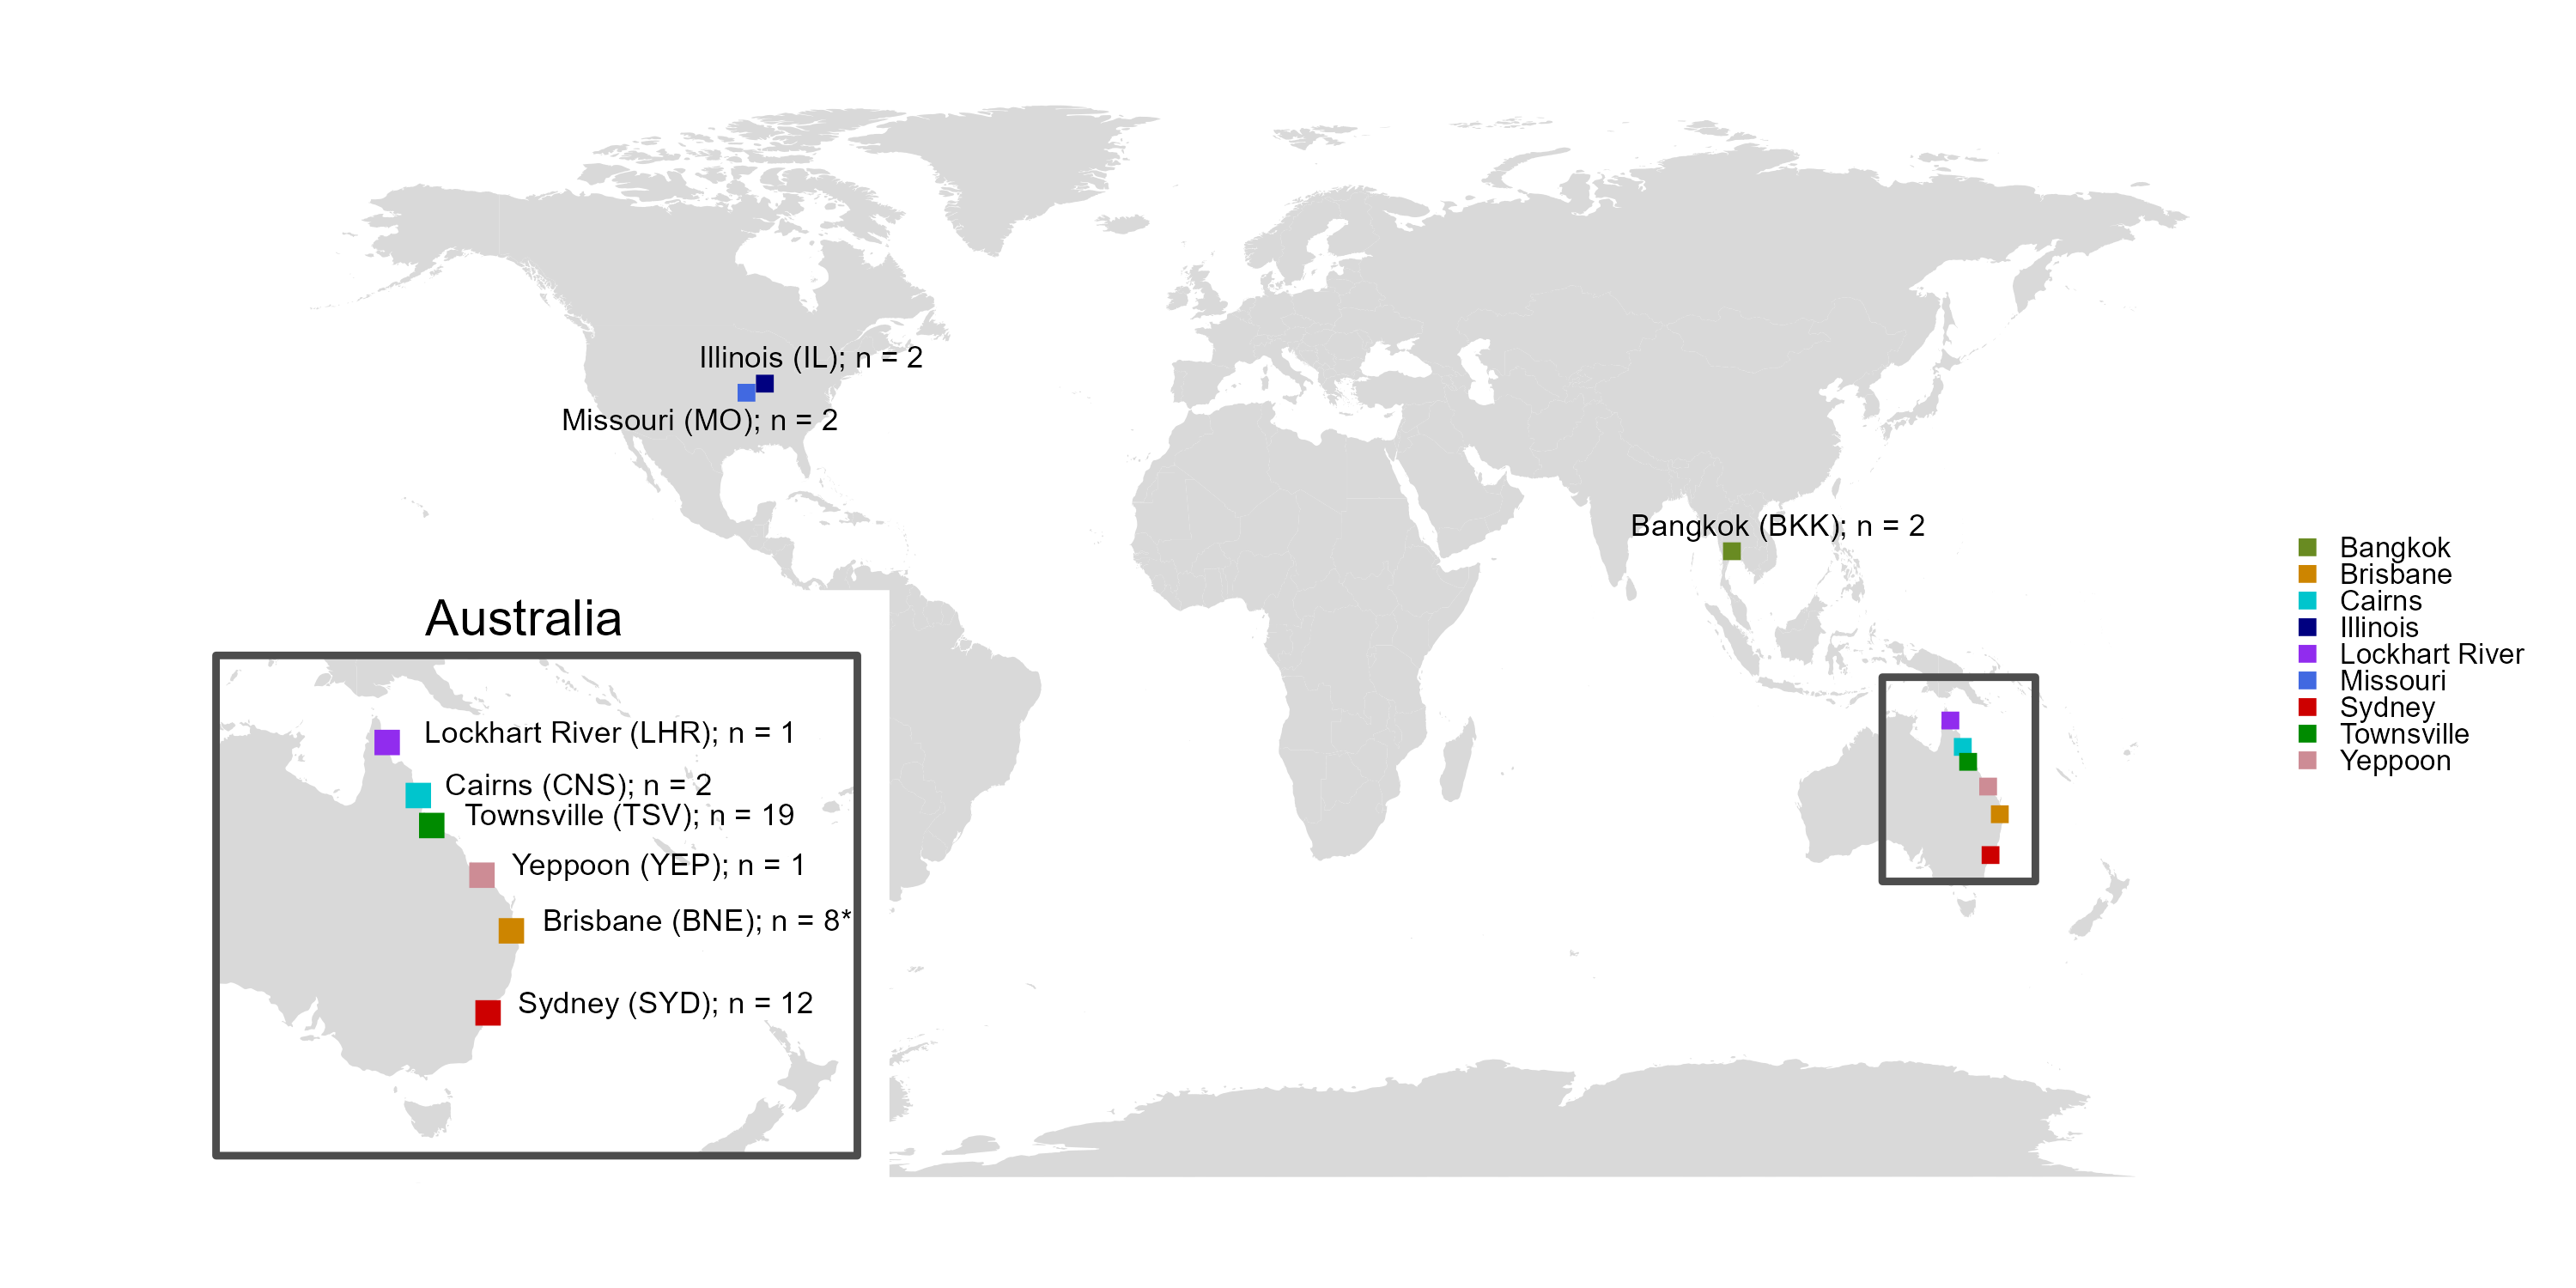 Illinois (IL); n = 2
Missouri (MO); n = 2
Bangkok (BKK); n = 2
Australia
Lockhart River (LHR); n = 1
Cairns (CNS); n = 2
Townsville (TSV); n = 19
Yeppoon (YEP); n = 1
Brisbane (BNE); n = 8*
Sydney (SYD); n = 12
Bangkok
Brisbane
Cairns
Illinois
Lockhart River
Missouri
Sydney
Townsville
Yeppoon